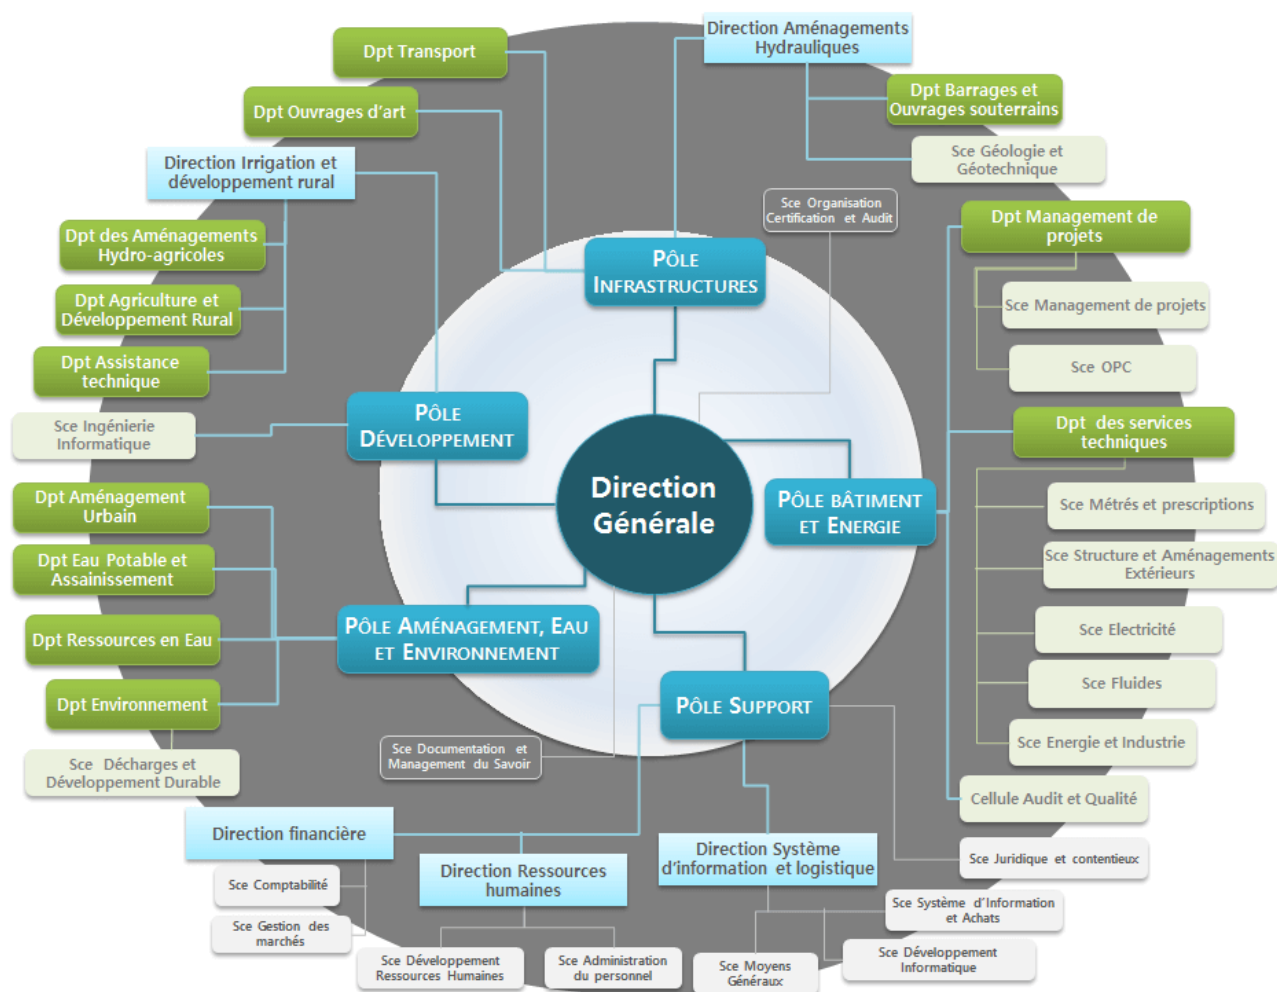 Direction Aménagements
Hydrauliques
Dpt Transport
Dpt Barrages et
Ouvrages souterrains
Dpt Ouvrages d'art
Sce Géologie et
Géotechnique
Direction Irrigation et
développement rural
Sce Organisation
Certification et Audit
Dpt Management de
projets
Dpt des Aménagements
Hydro-agricoles
PÔLE
INFRASTRUCTURES
Sce Management de projets
Dpt Agriculture et
Développement Rural
Sce OPC
Dpt Assistance
technique
PÔLE
DÉVELOPPEMENT
Sce Ingénierie
Informatique
Dpt des services
techniques
Direction
Générale
PÔLE BÂTIMENT
ET ENERGIE
Dpt Aménagement
Urbain
Sce Métrés et prescriptions
Dpt Eau Potable et
Assainissement
Sce Structure et Aménagements
Extérieurs
Dpt Ressources en Eau
PÔLE AMÉNAGEMENT, EAU
ET ENVIRONNEMENT
Sce Electricité
Sce Fluides
Dpt Environnement
PÔLE SUPPORT
Sce Energie et Industrie
Sce Documentation et
Management du Savoir
Sce Décharges et
Développement Durable
Cellule Audit et Qualité
Direction financière
Direction Ressources
humaines
Direction Système
d'information et logistique
Sce Juridique et contentieux
Sce Comptabilité
Sce Gestion des
marchés
Sce Système d'Information
et Achats
Sce Développement
Ressources Humaines
Sce Administration
du personnel
Sce Moyens
Généraux
Sce Développement
Informatique